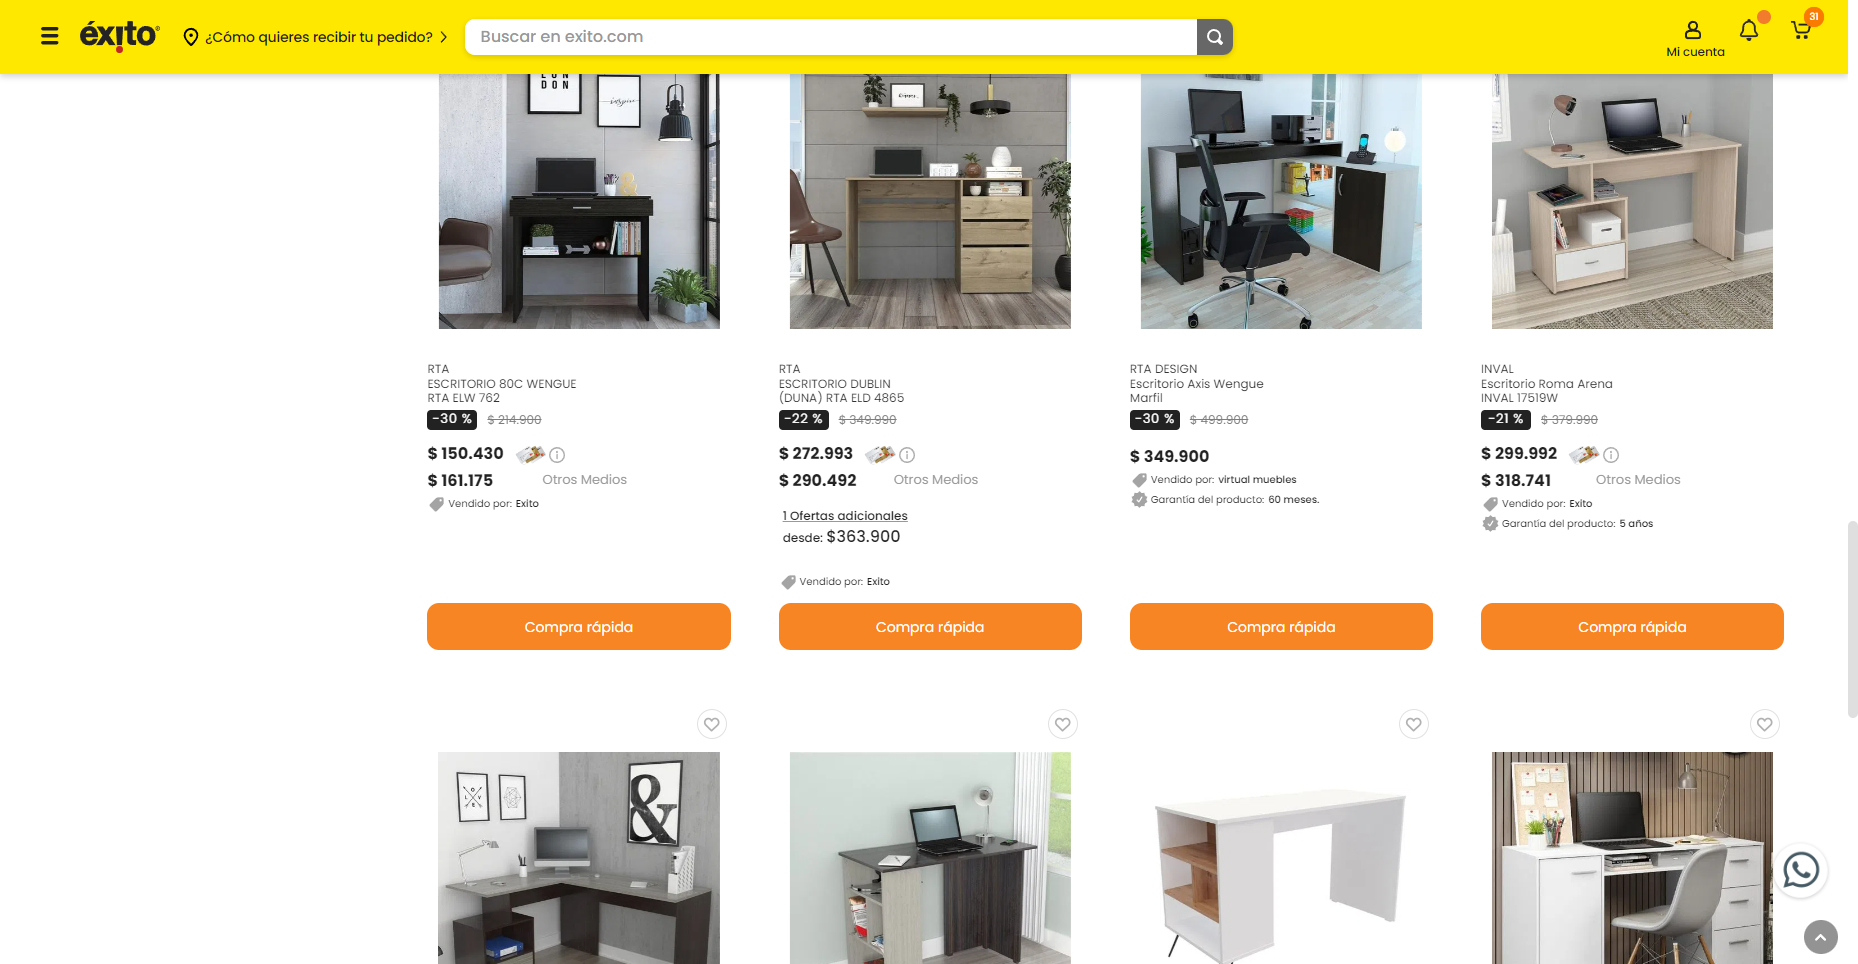 éxito
¿Cómo quieres recibir tu pedido?
Buscar en exito.com
Mi cuenta
31
LON
DON
inspire
RTA
ESCRITORIO 80C WENGUE
RTA ELW 762
-30 %
$ 214.900
$ 150.430
$ 161.175
Otros Medios
Vendido por: Exito
Compra rápida
RTA
ESCRITORIO DUBLIN
(DUNA) RTA ELD 4865
-22 %
$ 349.990
$ 272.993
$ 290.492
Otros Medios
1 Ofertas adicionales
desde: $363.900
Vendido por: Exito
Compra rápida
RTA DESIGN
Escritorio Axis Wengue
Marfil
-30 %
$ 499.900
$ 349.900
Vendido por: virtual muebles
Garantía del producto: 60 meses.
Compra rápida
INVAL
Escritorio Roma Arena
INVAL 17519W
-21 %
$ 379.990
$ 299.992
$ 318.741
Otros Medios
Vendido por: Exito
Garantía del producto: 5 años
Compra rápida
LOVE
&